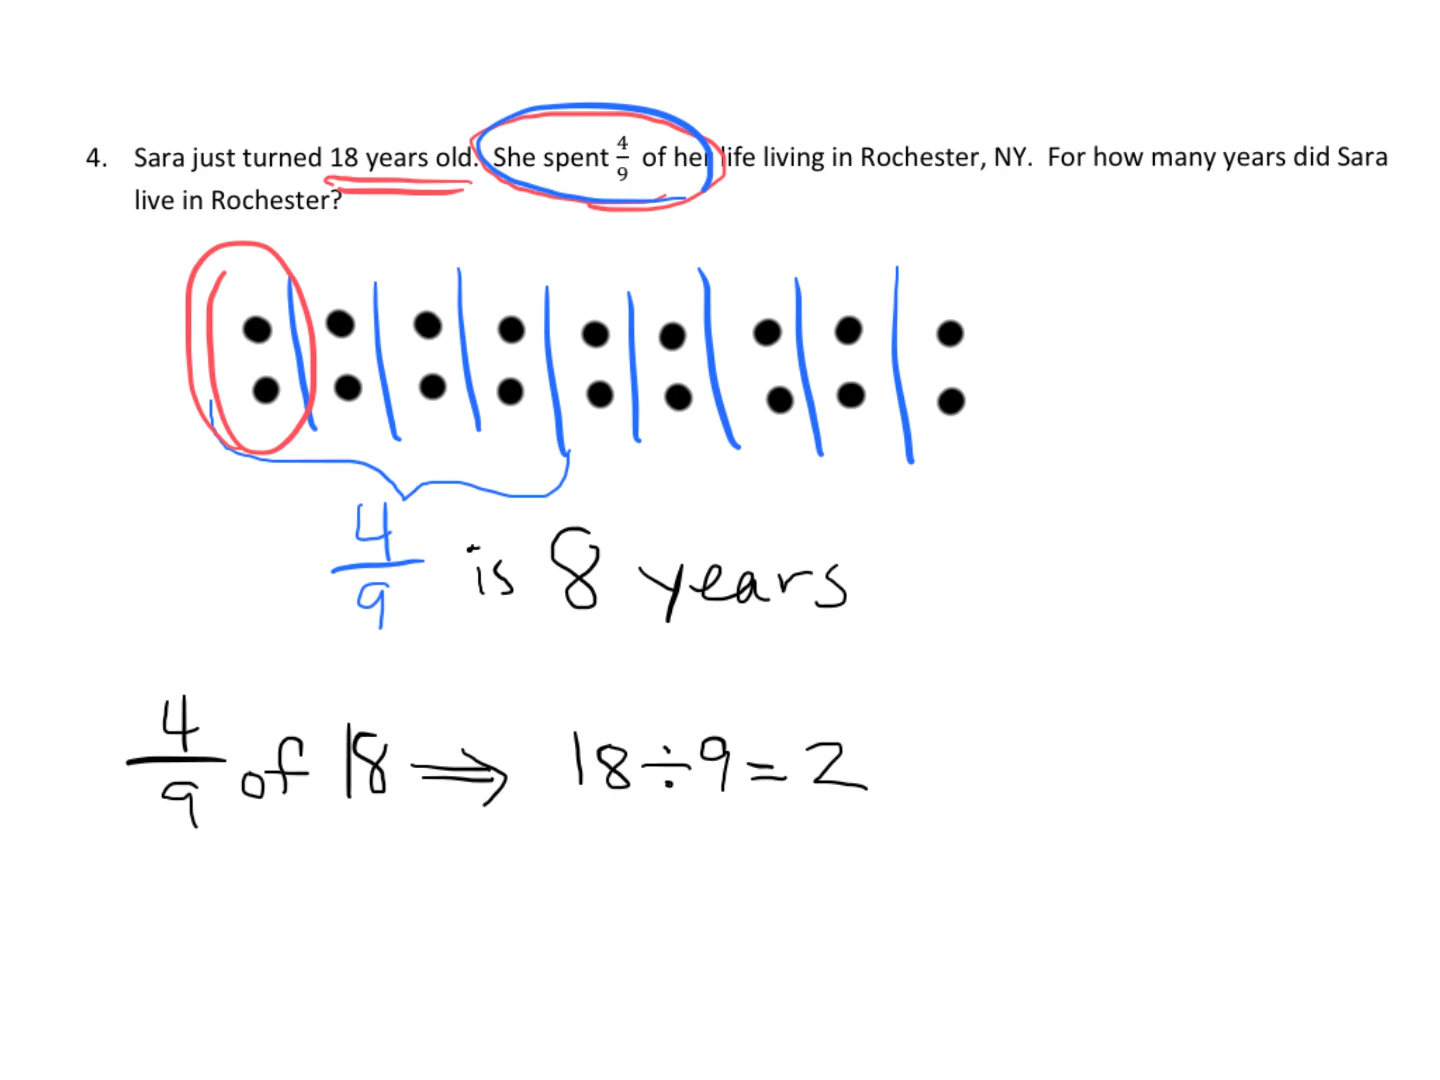 4. Sara just turned 18 years old. She spent 4/9 of her life living in Rochester, NY. For how many years did Sara
live in Rochester?
4/9 is 8 years
4/9 of 18 ⇒ 18 ÷ 9 = 2